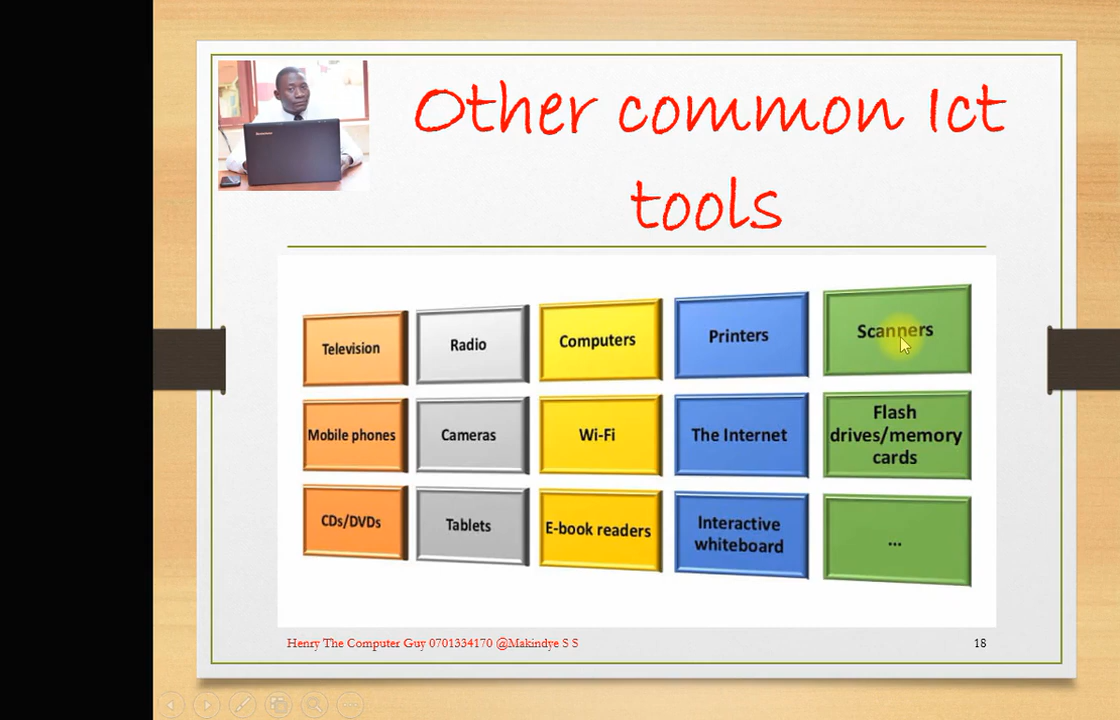 Other common Ict
tools
Television
Radio
Computers
Printers
Scanners
Mobile phones
Cameras
Wi-Fi
The Internet
Flash
drives/memory
cards
CDs/DVDs
Tablets
E-book readers
Interactive
whiteboard
...
Henry The Computer Guy 0701334170 @Makindye S S
18